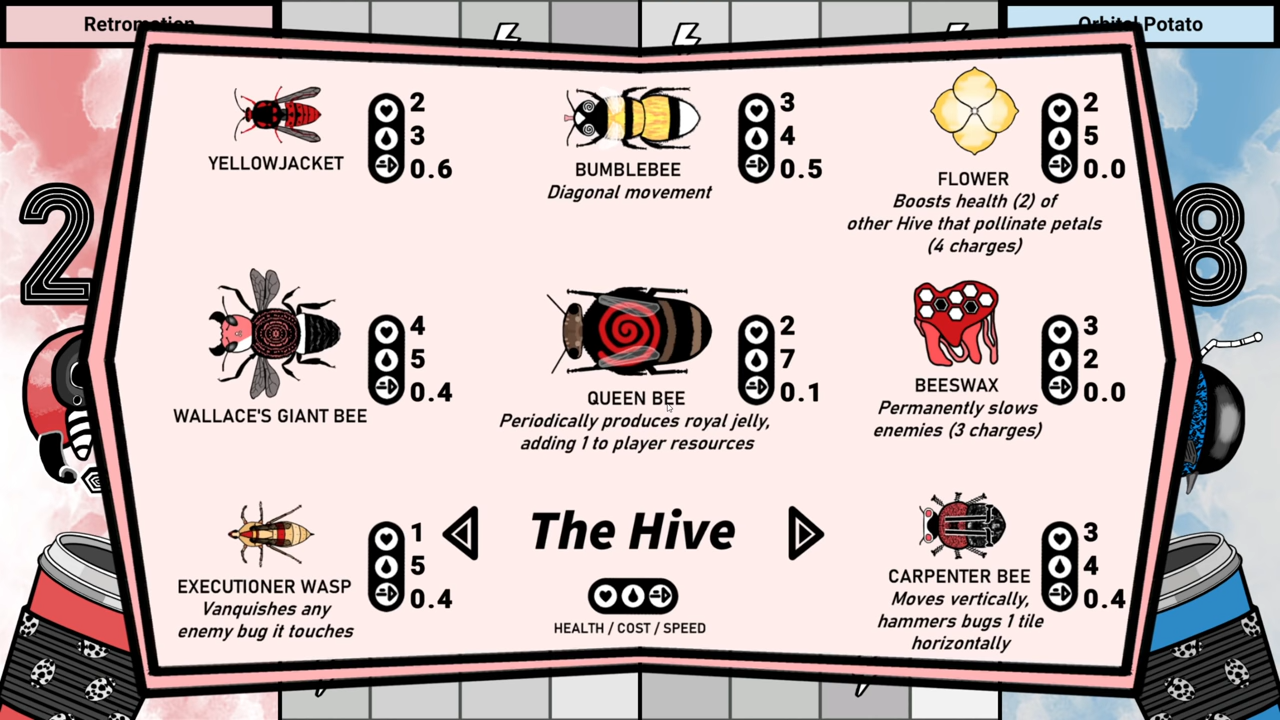 Retromotion
Orbital Potato
2
8
YELLOWJACKET
2
3
0.6
BUMBLEBEE
Diagonal movement
3
4
0.5
FLOWER
Boosts health (2) of
other Hive that pollinate petals
(4 charges)
2
5
0.0
WALLACE'S GIANT BEE
4
5
0.4
QUEEN BEE
Periodically produces royal jelly,
adding 1 to player resources
2
7
0.1
BEESWAX
Permanently slows
enemies (3 charges)
3
2
0.0
EXECUTIONER WASP
Vanquishes any
enemy bug it touches
1
5
0.4
The Hive
HEALTH / COST / SPEED
CARPENTER BEE
Moves vertically,
hammers bugs 1 tile
horizontally
3
4
0.4